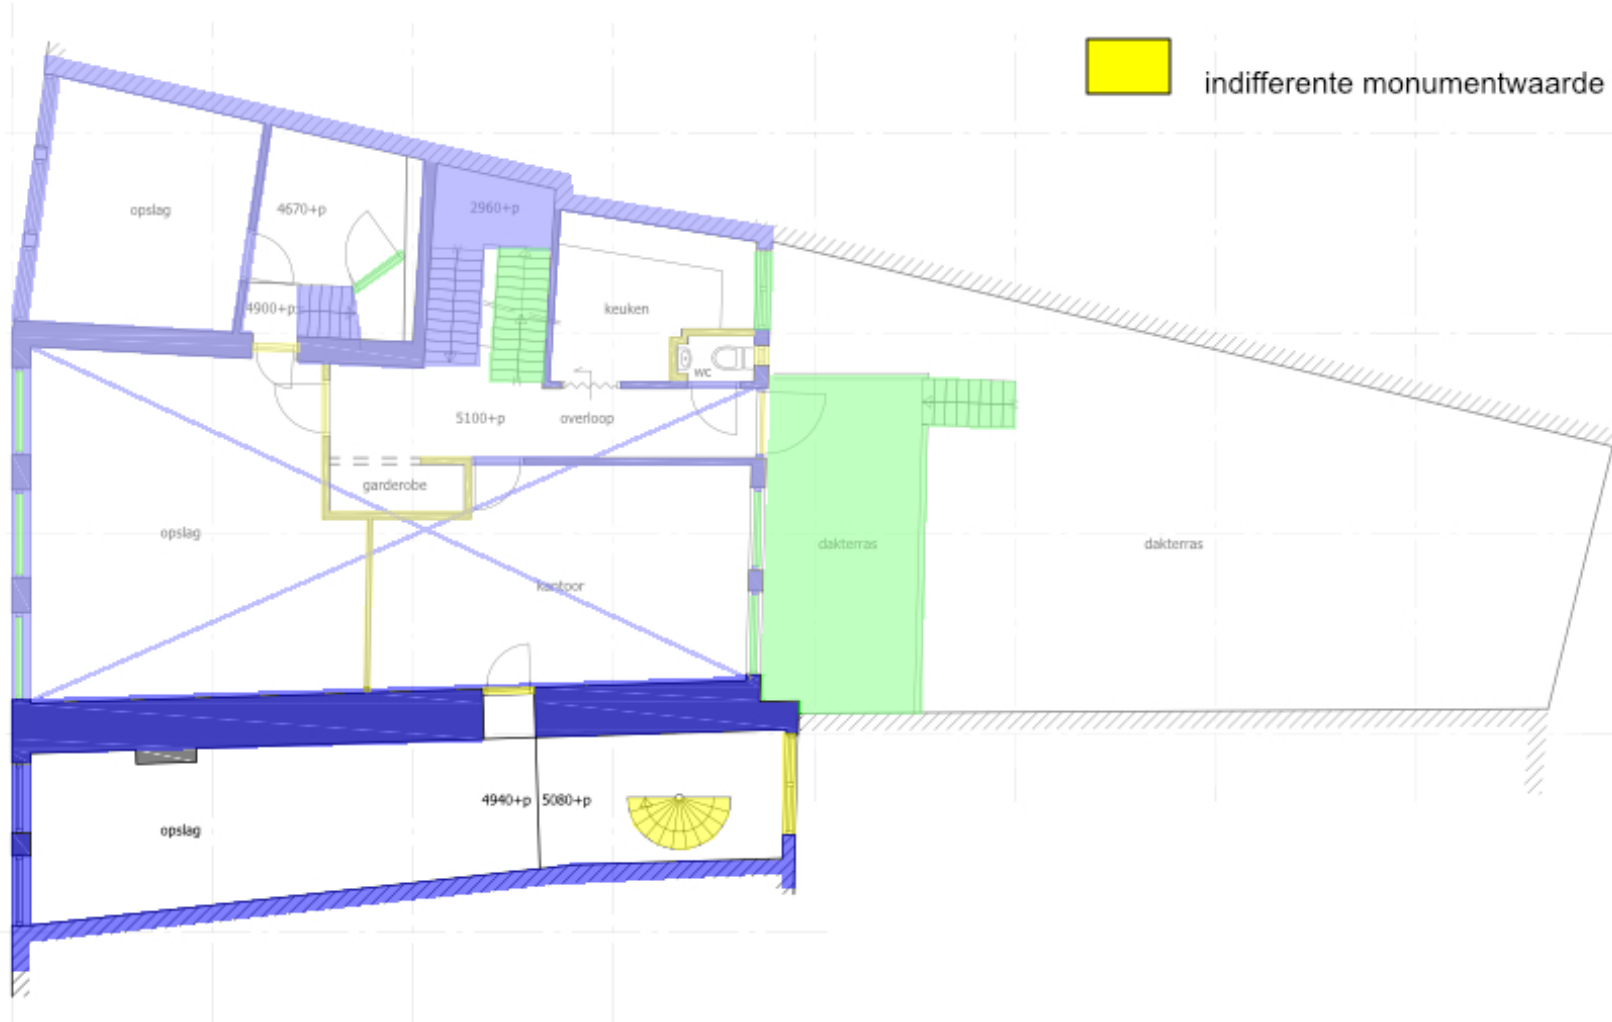 indifferente monumentwaarde
opslag
4670+p
2960+p
4900+p
keuken
wc
5100+p
overloop
garderobe
opslag
kantoor
dakterras
dakterras
4940+p
5080+p
opslag